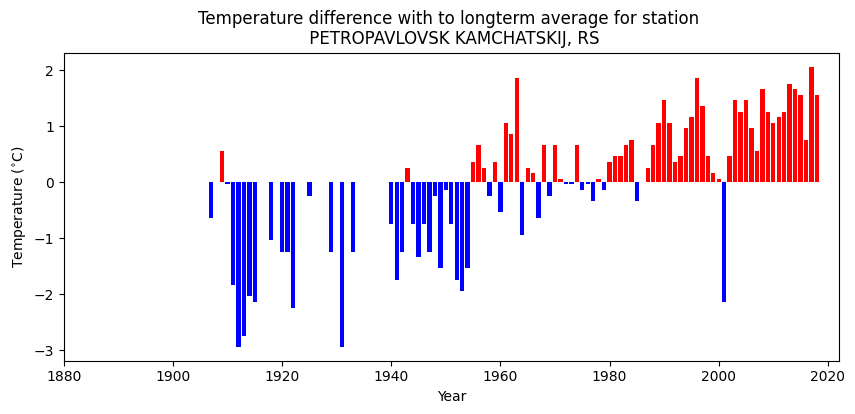 Temperature difference with to longterm average for station
PETROPAVLOVSK KAMCHATSKIJ, RS
2
1
0
−1
−2
−3
Temperature (°C)
1880 1900 1920 1940 1960 1980 2000 2020
Year